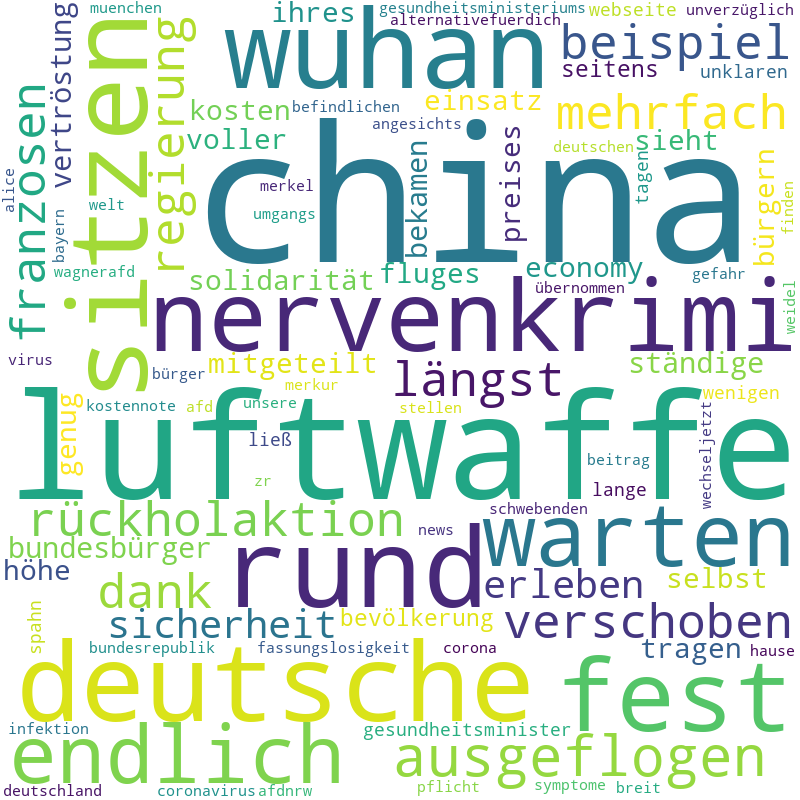 muenchen
ihres
gesundheitsministeriums
webseite
unverzüglich
alternativefuerdich
wuhan
beispiel
seitens
unklaren
vertröstung
regierung
sitzen
franzosen
kosten
befindlichen
einsatz
mehrfach
voller
angesichts
sieht
deutschen
china
bekamen
preises
tagen
bürgern
finden
alice
bayern
welt
merkel
umgangs
wagnerafd
solidarität
fluges
economy
gefahr
übernommen
weidel
nervenkrimi
virus
bürger
mitgeteilt
längst
ständige
merkur
wenigen
genug
kostennote
afd
unsere
stellen
luftwaffe
wechseljetzt
ließ
beitrag
zr
lange
rückholaktion
schwebenden
warten
news
bundesbürger
rund
höhe
dank
erleben
selbst
spahn
sicherheit
bevölkerung
verschoben
bundesrepublik
fassungslosigkeit
corona
tragen
hause
deutsche
fest
infektion
endlich
gesundheitsminister
ausgeflogen
deutschland
coronavirus
afdnrw
pflicht
symptome
breit